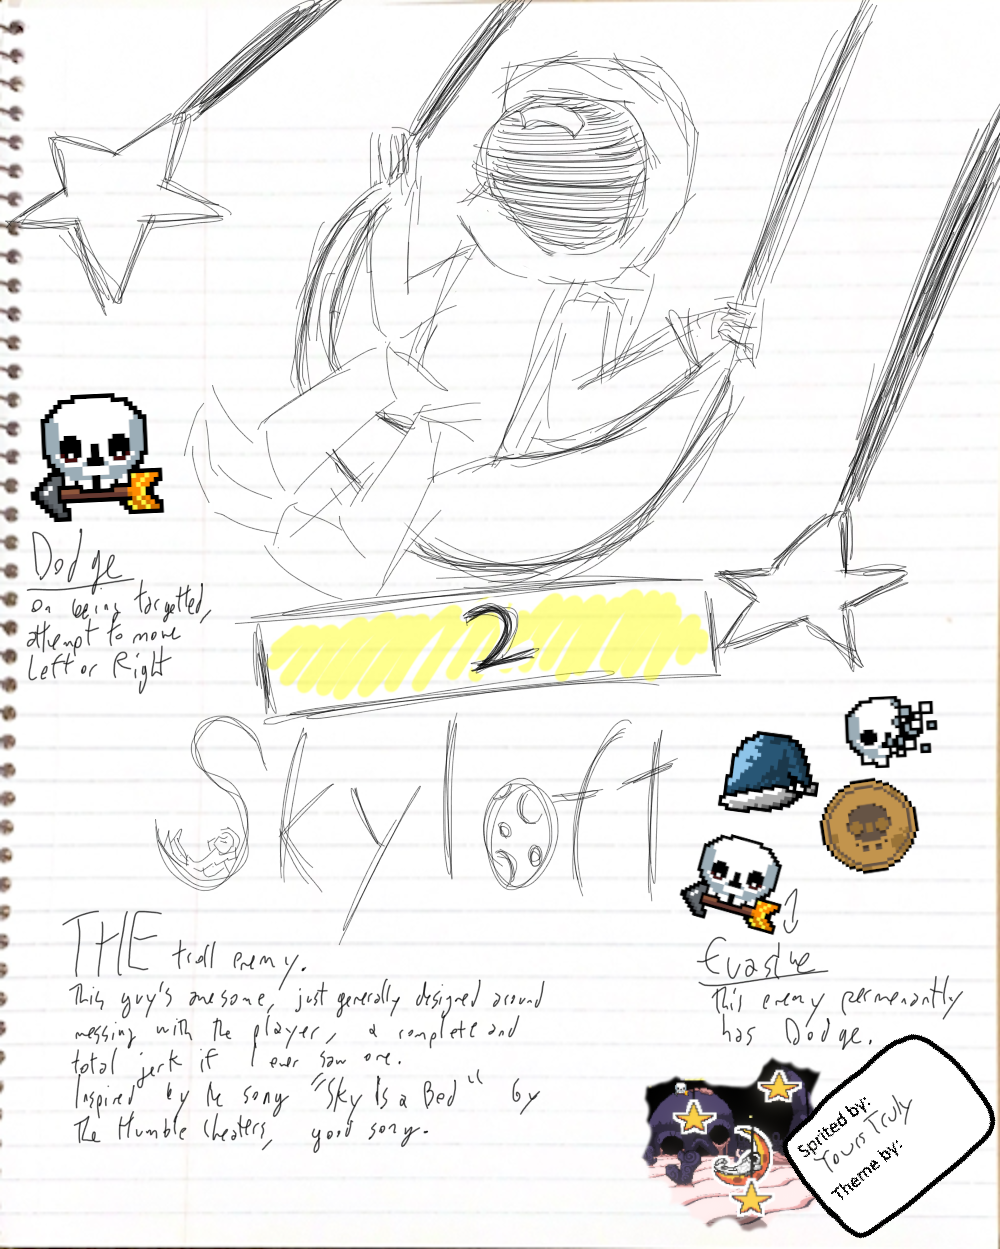 Dodge
on being targetted,
attempt to move
Left or Right
2
Skyloft
THE troll enemy.
This guy's awesome, just generally designed around
messing with the player, a complete and
total jerk if I ever saw one.
Inspired by the song "Sky Is a Bed" by
The Humble Cheaters, good song.
Evasive
This enemy permenantly
has Dodge.
Sprited by:
Yours Truly
Theme by: